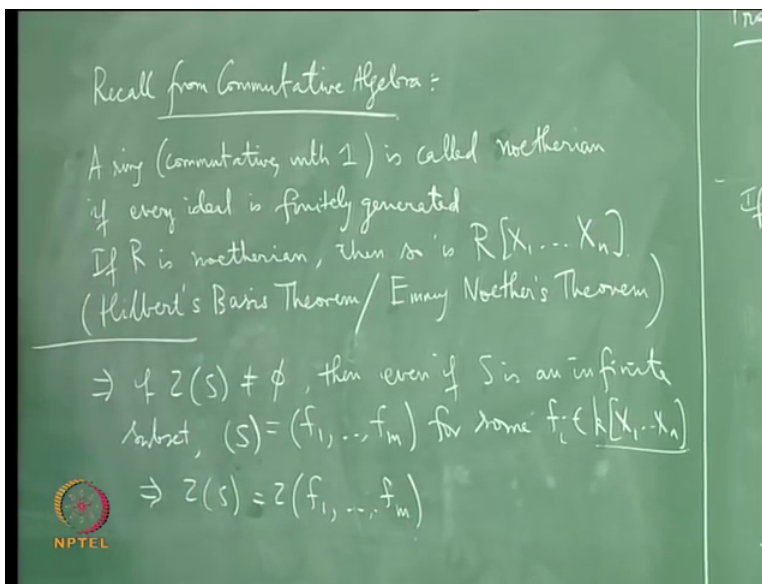 Recall from Commutative Algebra :
A ring (commutative, with 1) is called noetherian
if every ideal is finitely generated
If R is noetherian, then so is R[X₁...Xₙ].
(Hilbert's Basis Theorem / Emmy Noether's Theorem)
⇒ if Z(S) ≠ ϕ, then even if S is an infinite
subset, (S) = (f₁, .., fₘ) for some fᵢ ∈ k[X₁..Xₙ]
⇒ Z(S) = Z(f₁, ..., fₘ)
If
NPTEL